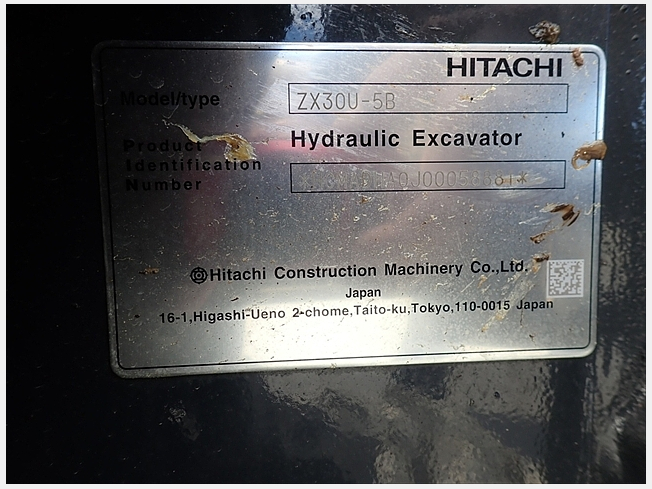 HITACHI
Model/type ZX30U-5B
Product Hydraulic Excavator
Identification
Number
Hitachi Construction Machinery Co.,Ltd.
Japan
16-1,Higashi-Ueno 2-chome,Taito-ku,Tokyo,110-0015 Japan